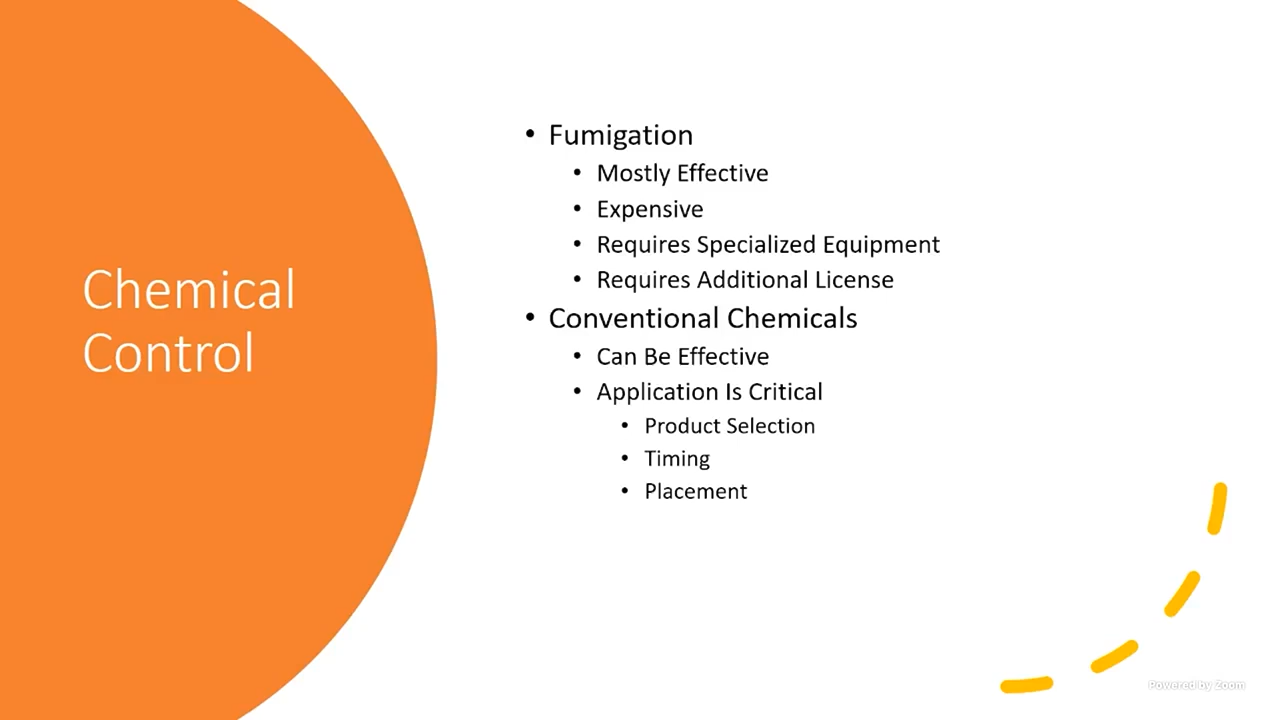 Chemical
Control
• Fumigation
• Mostly Effective
• Expensive
• Requires Specialized Equipment
• Requires Additional License
• Conventional Chemicals
• Can Be Effective
• Application Is Critical
• Product Selection
• Timing
• Placement
Powered by Zoom